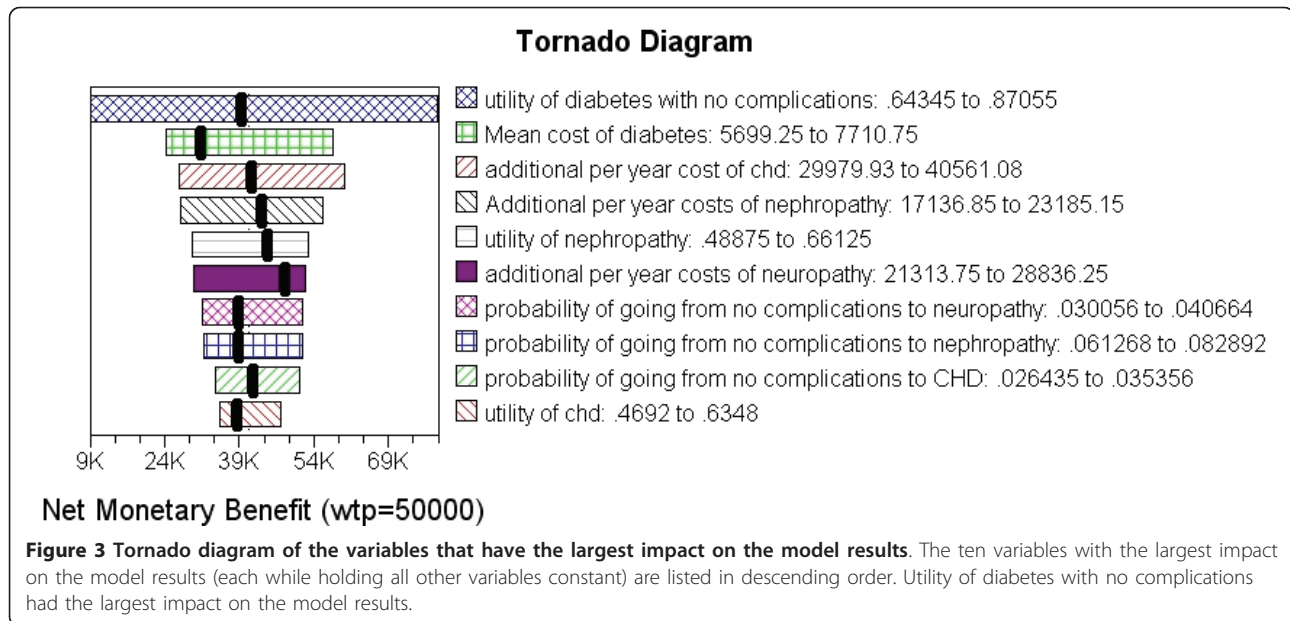 Tornado Diagram
utility of diabetes with no complications: .64345 to .87055
Mean cost of diabetes: 5699.25 to 7710.75
additional per year cost of chd: 29979.93 to 40561.08
Additional per year costs of nephropathy: 17136.85 to 23185.15
utility of nephropathy: .48875 to .66125
additional per year costs of neuropathy: 21313.75 to 28836.25
probability of going from no complications to neuropathy: .030056 to .040664
probability of going from no complications to nephropathy: .061268 to .082892
probability of going from no complications to CHD: .026435 to .035356
utility of chd: .4692 to .6348
9K 24K 39K 54K 69K
Net Monetary Benefit (wtp=50000)
Figure 3 Tornado diagram of the variables that have the largest impact on the model results. The ten variables with the largest impact
on the model results (each while holding all other variables constant) are listed in descending order. Utility of diabetes with no complications
had the largest impact on the model results.